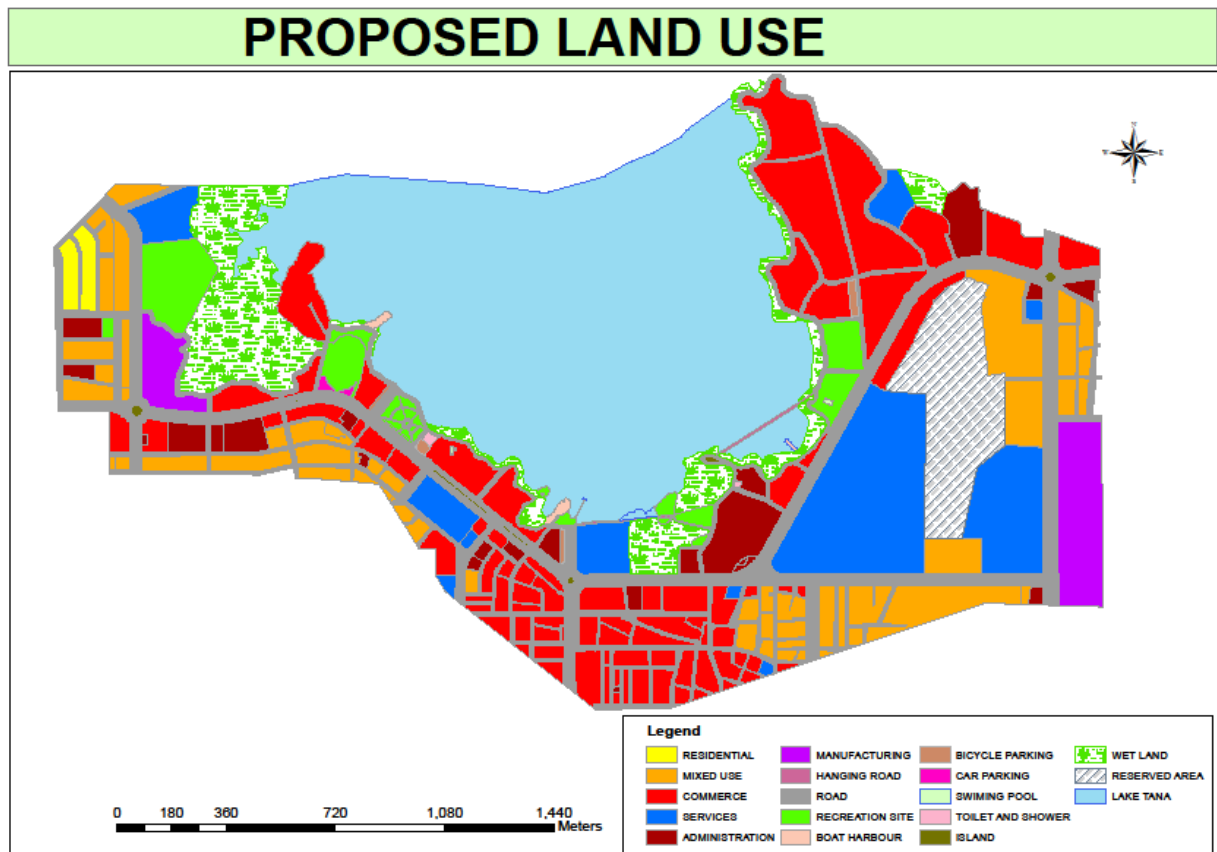 PROPOSED LAND USE
N
W E
S
Legend
RESIDENTIAL MANUFACTURING BICYCLE PARKING WET LAND
MIXED USE HANGING ROAD CAR PARKING RESERVED AREA
COMMERCE ROAD SWIMING POOL LAKE TANA
SERVICES RECREATION SITE TOILET AND SHOWER
ADMINISTRATION BOAT HARBOUR ISLAND
0 180 360 720 1,080 1,440
Meters